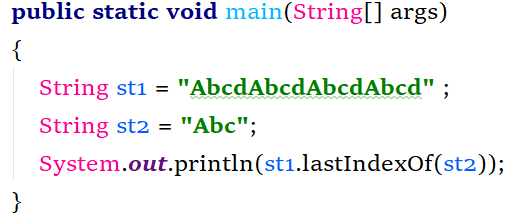 public static void main(String[] args)
{
String st1 = "AbcdAbcdAbcdAbcd" ;
String st2 = "Abc";
System.out.println(st1.lastIndexOf(st2));
}